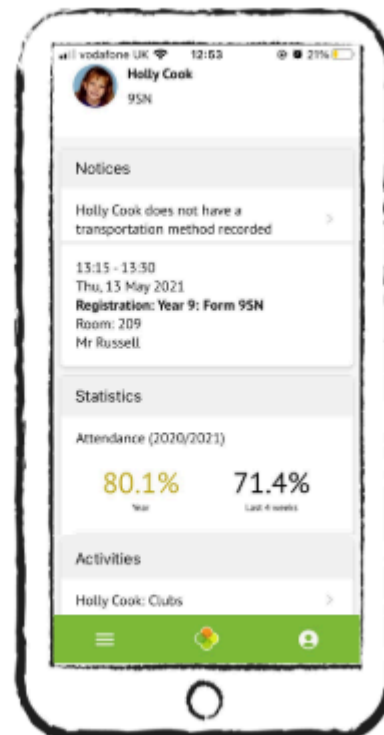 vodafone UK 12:53 21%
Holly Cook
9SN
Notices
Holly Cook does not have a
transportation method recorded
13:15 - 13:30
Thu, 13 May 2021
Registration: Year 9: Form 9SN
Room: 209
Mr Russell
Statistics
Attendance (2020/2021)
80.1% 71.4%
Year Last 4 weeks
Activities
Holly Cook: Clubs